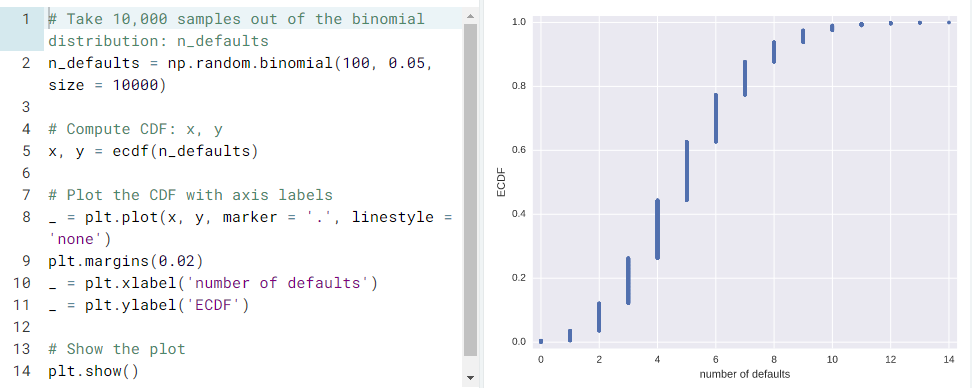 1 # Take 10,000 samples out of the binomial
distribution: n_defaults
2 n_defaults = np.random.binomial(100, 0.05,
size = 10000)
3
4 # Compute CDF: x, y
5 x, y = ecdf(n_defaults)
6
7 # Plot the CDF with axis labels
8 _ = plt.plot(x, y, marker = '.', linestyle =
'none')
9 plt.margins(0.02)
10 _ = plt.xlabel('number of defaults')
11 _ = plt.ylabel('ECDF')
12
13 # Show the plot
14 plt.show()
1.0
0.8
0.6
ECDF
0.4
0.2
0.0
0 2 4 6 8 10 12 14
number of defaults